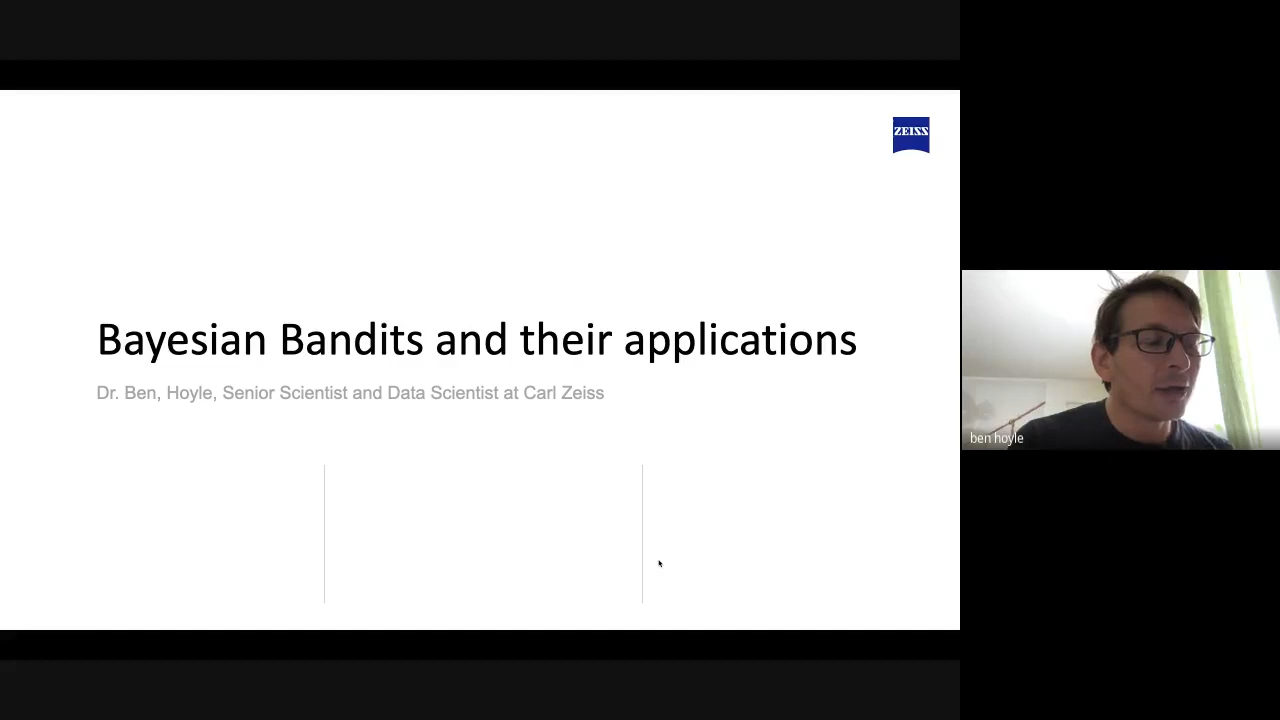 ZEISS
Bayesian Bandits and their applications
Dr. Ben, Hoyle, Senior Scientist and Data Scientist at Carl Zeiss
ben hoyle